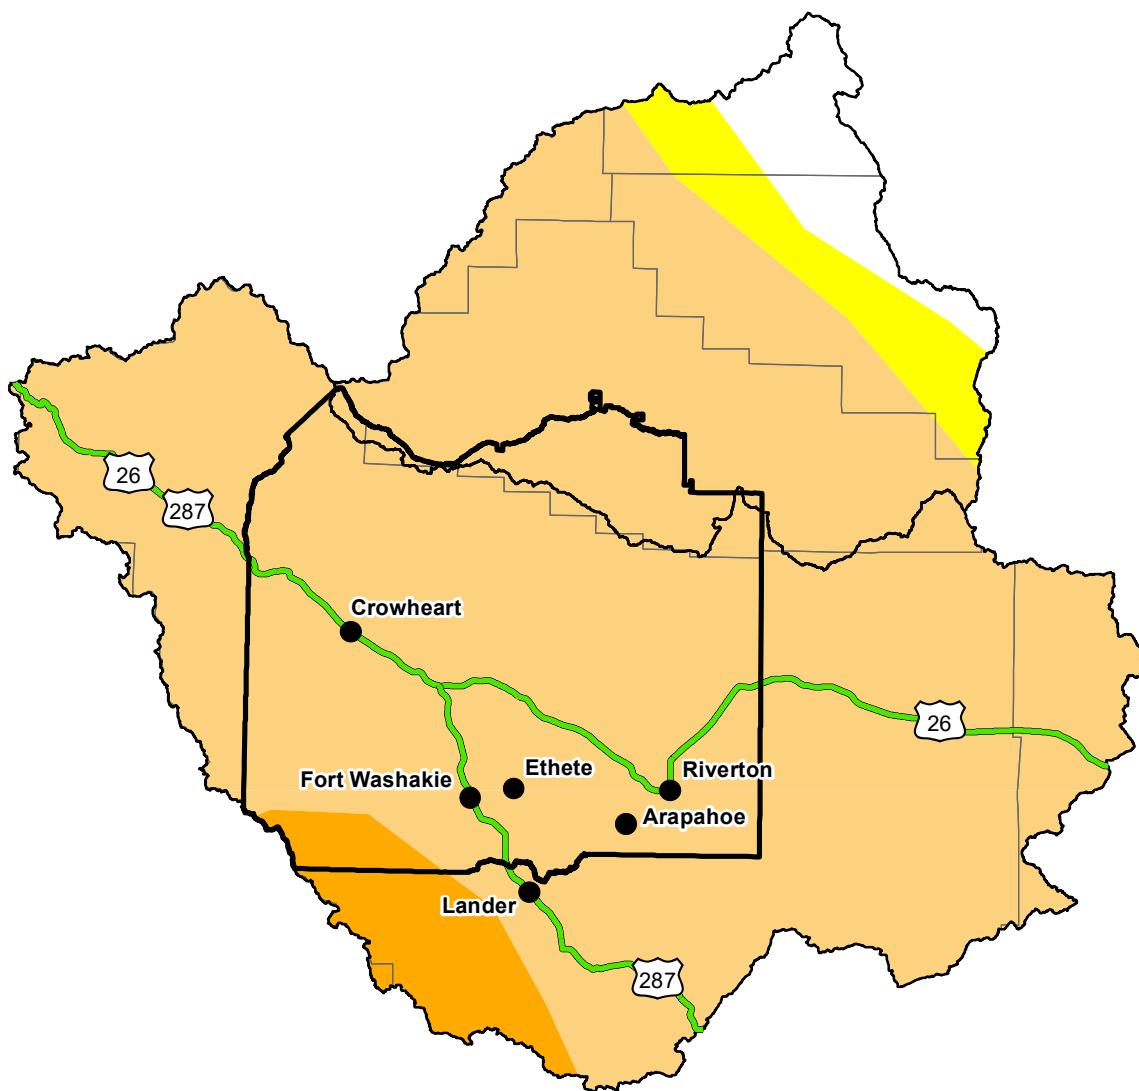 26
287
Crowheart
26
Ethete
Riverton
Fort Washakie
Arapahoe
Lander
287